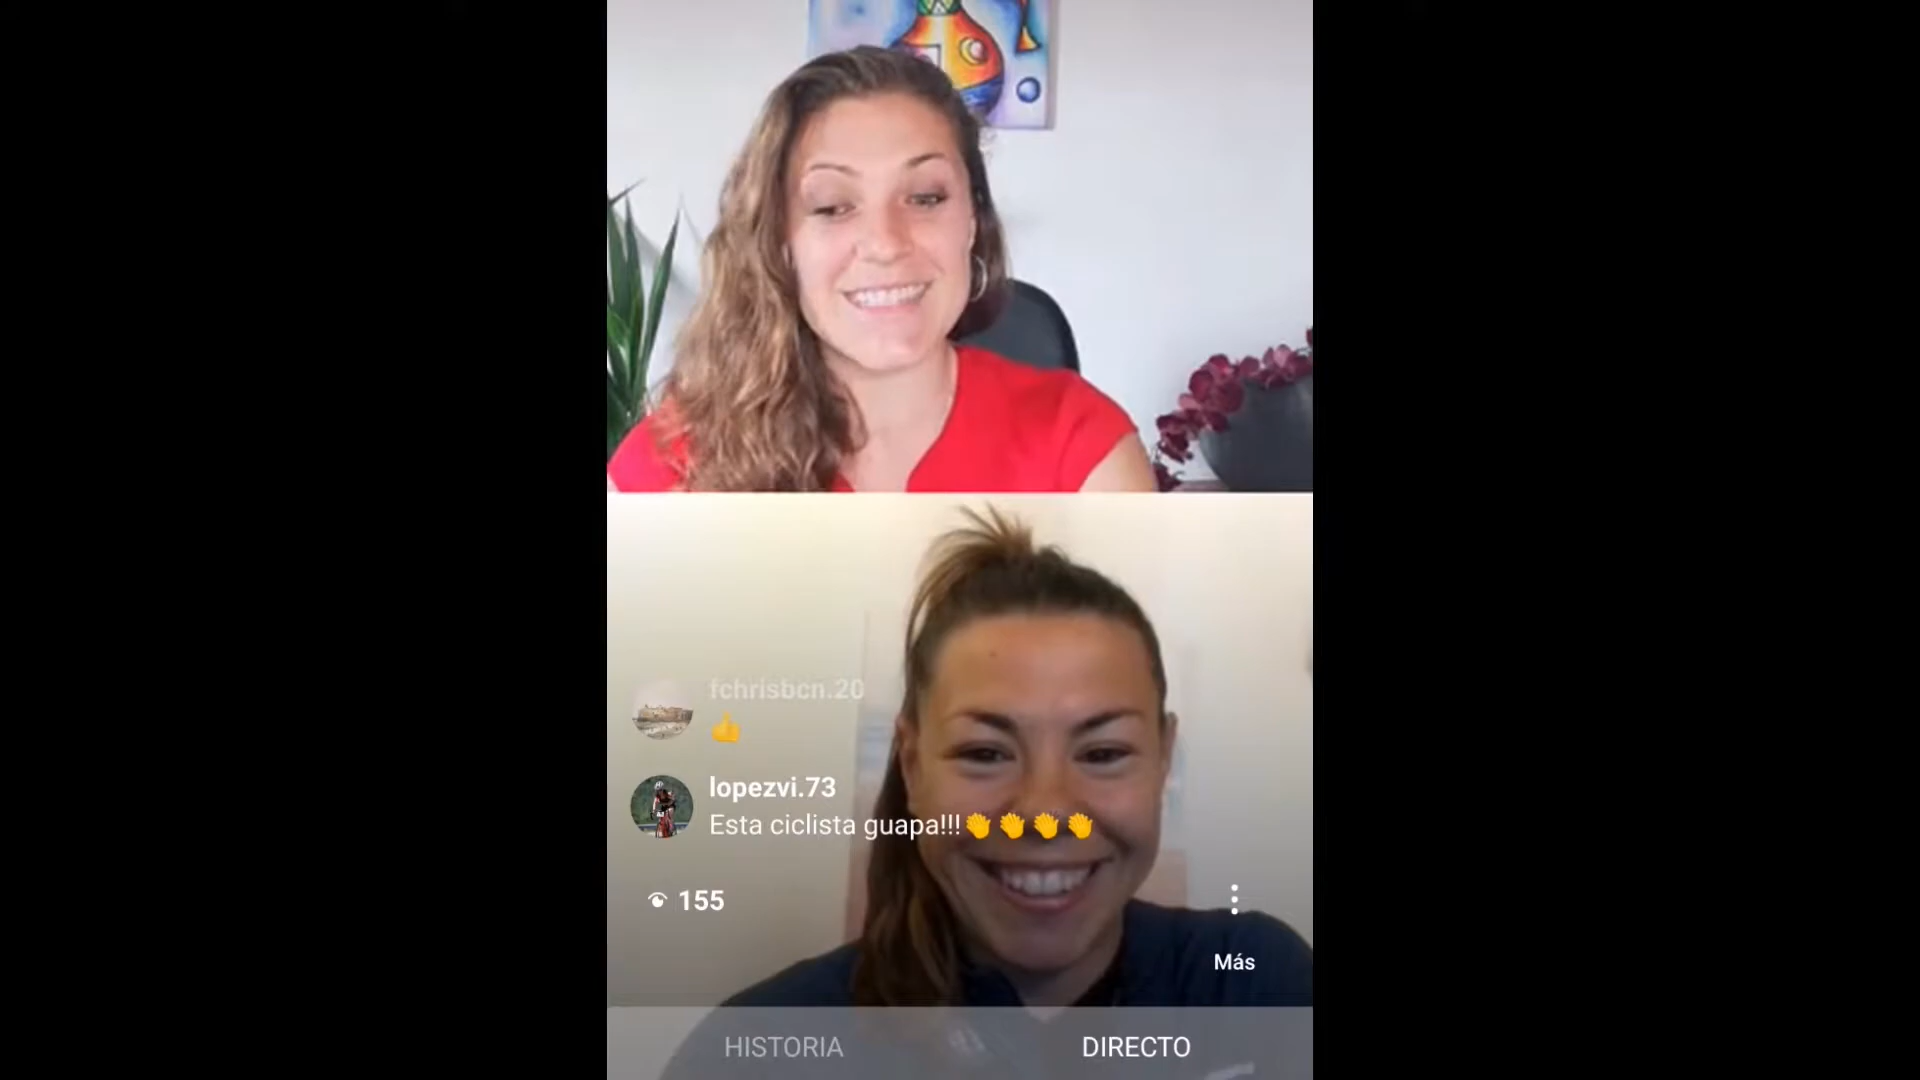 fchrisbcn.20
👍
lopezvi.73
Esta ciclista guapa!!!👏👏👏👏
155
Más
HISTORIA
DIRECTO